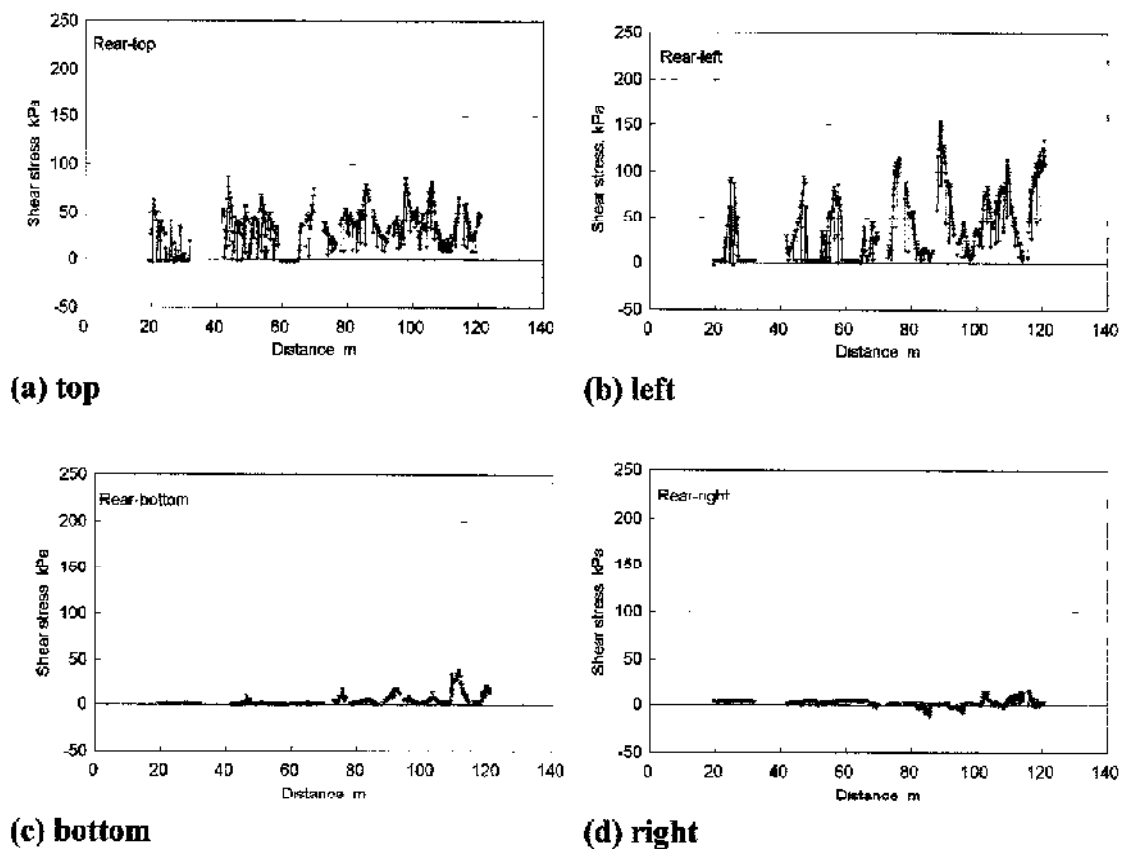 250
200
150
100
50
0
-50
Shear stress kPa
Rear-top
0 20 40 60 80 100 120 140
Distance m
(a) top
250
200
150
100
50
0
-50
Shear stress, kPa
Rear-left
0 20 40 60 80 100 120 140
Distance m
(b) left
250
200
150
100
50
0
-50
Shear stress kPa
Rear-bottom
0 20 40 60 80 100 120 140
Distance m
(c) bottom
250
200
150
100
50
0
-50
Shear stress kPa
Rear-right
0 20 40 60 80 100 120 140
Distance m
(d) right